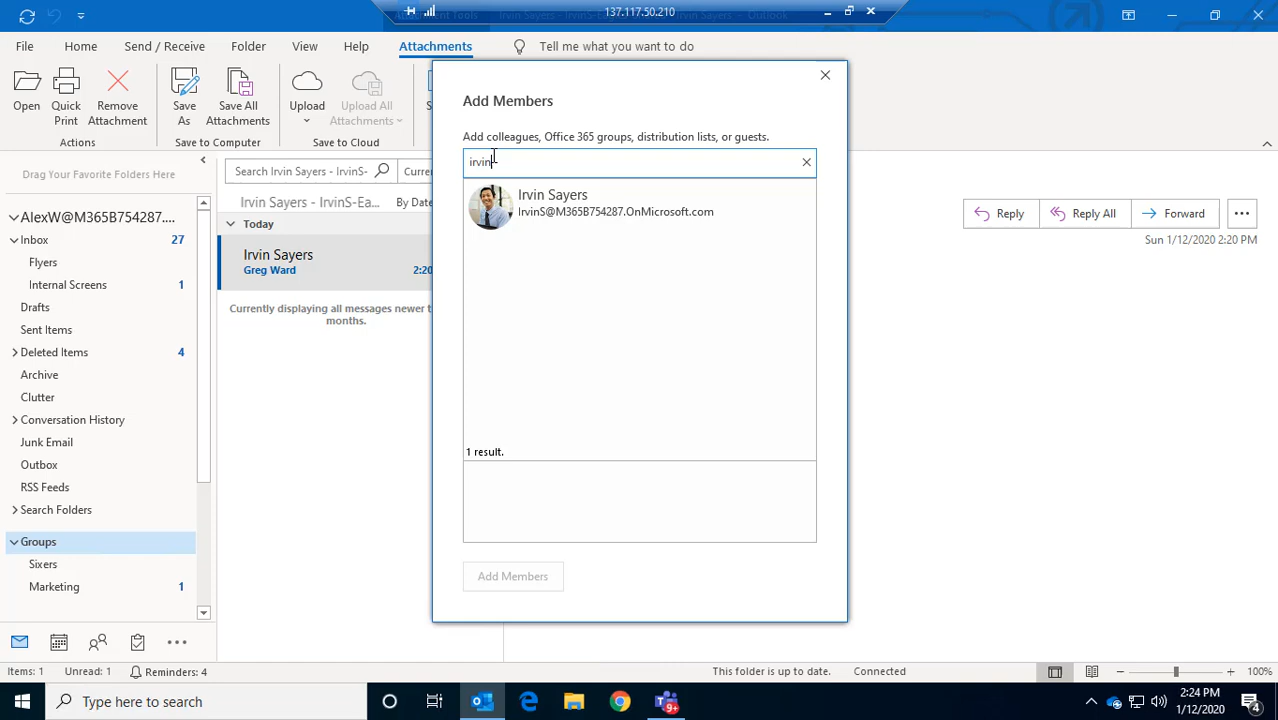 137.117.50.210
File Home Send / Receive Folder View Help Attachments Tell me what you want to do
Open
Quick Print
Remove Attachment
Save As
Save All Attachments
Upload
Upload All Attachments
Actions Save to Computer Save to Cloud
Drag Your Favorite Folders Here
AlexW@M365B754287....
Inbox 27
Flyers
Internal Screens 1
Drafts
Sent Items
Deleted Items 4
Archive
Clutter
Conversation History
Junk Email
Outbox
RSS Feeds
Search Folders
Groups
Sixers
Marketing 1
Search Irvin Sayers - IrvinS- Curre
Irvin Sayers - IrvinS-Ea... By Date
Today
Irvin Sayers
Greg Ward 2:20
Currently displaying all messages newer t
months.
Add Members
Add colleagues, Office 365 groups, distribution lists, or guests.
irvin
Irvin Sayers
IrvinS@M365B754287.OnMicrosoft.com
1 result.
Add Members
Reply Reply All Forward
Sun 1/12/2020 2:20 PM
Items: 1 Unread: 1 Reminders: 4 This folder is up to date. Connected 100%
Type here to search
9+
2:24 PM
1/12/2020
4